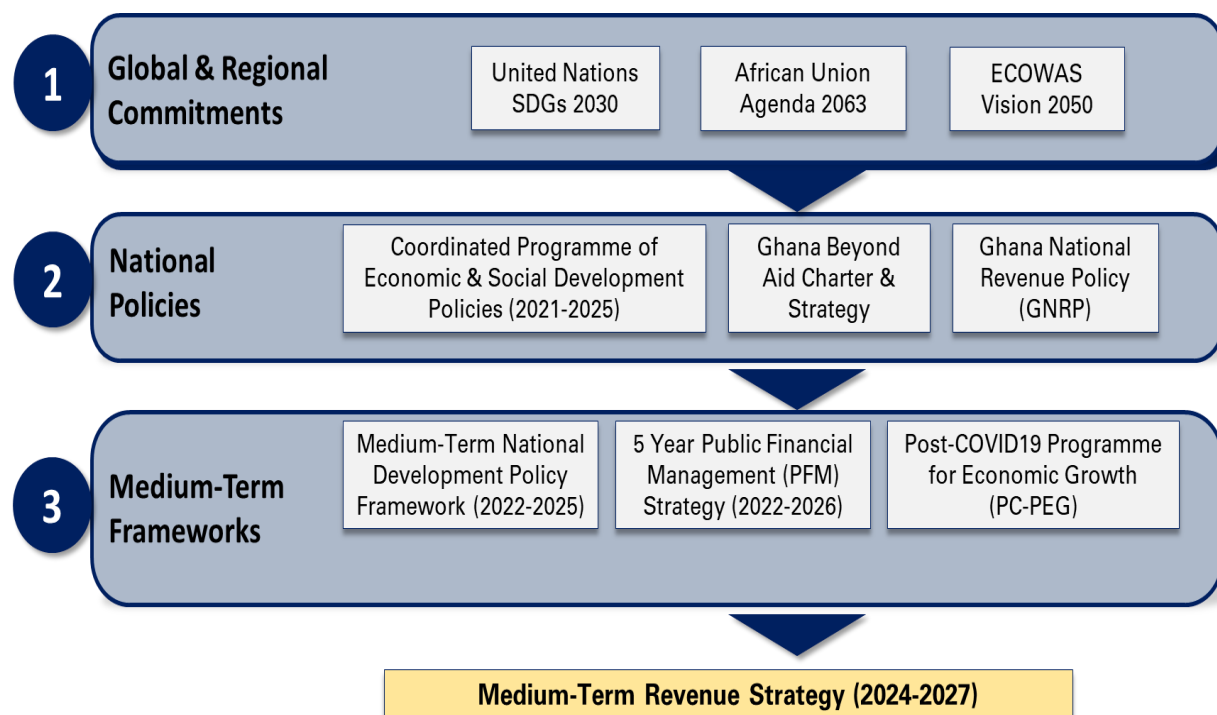 1
Global & Regional
Commitments
United Nations
SDGs 2030
African Union
Agenda 2063
ECOWAS
Vision 2050
2
National
Policies
Coordinated Programme of
Economic & Social Development
Policies (2021-2025)
Ghana Beyond
Aid Charter &
Strategy
Ghana National
Revenue Policy
(GNRP)
3
Medium-Term
Frameworks
Medium-Term National
Development Policy
Framework (2022-2025)
5 Year Public Financial
Management (PFM)
Strategy (2022-2026)
Post-COVID19 Programme
for Economic Growth
(PC-PEG)
Medium-Term Revenue Strategy (2024-2027)